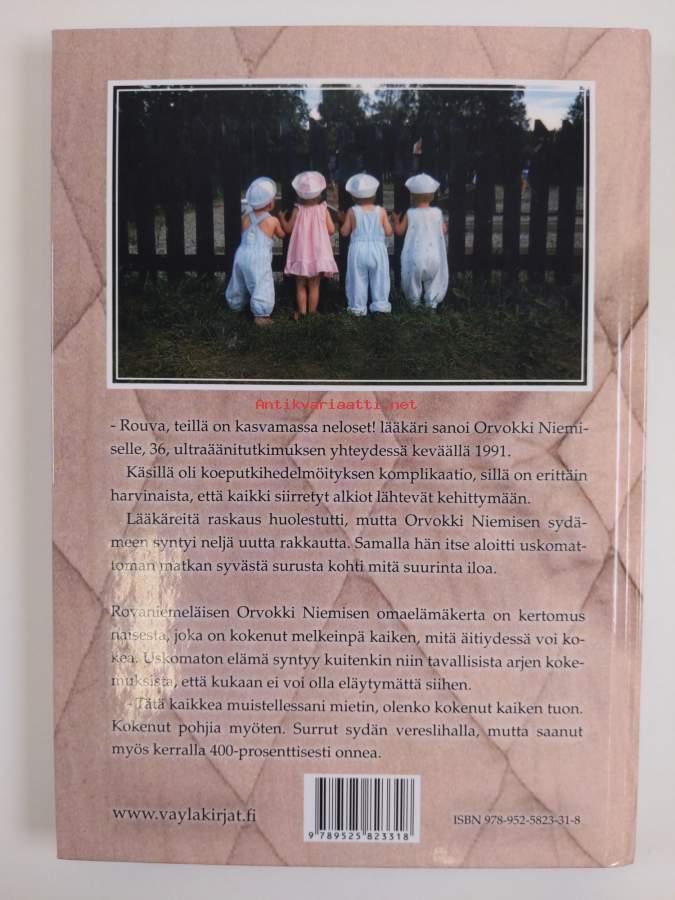 Antikvariaatti.net
- Rouva, teillä on kasvamassa neloset! lääkäri sanoi Orvokki Niemi-
selle, 36, ultraäänitutkimuksen yhteydessä keväällä 1991.
Käsillä oli koeputkihedelmöityksen komplikaatio, sillä on erittäin
harvinaista, että kaikki siirretyt alkiot lähtevät kehittymään.
Lääkäreitä raskaus huolestutti, mutta Orvokki Niemisen sydä-
meen syntyi neljä uutta rakkautta. Samalla hän itse aloitti uskomat-
toman matkan syvästä surusta kohti mitä suurinta iloa.
Rovaniemeläisen Orvokki Niemisen omaelämäkerta on kertomus
naisesta, joka on kokenut melkeinpä kaiken, mitä äitiydessä voi ko-
kea. Uskomaton elämä syntyy kuitenkin niin tavallisista arjen koke-
muksista, että kukaan ei voi olla eläytymättä siihen.
- Tätä kaikkea muistellessani mietin, olenko kokenut kaiken tuon.
Kokenut pohjia myöten. Surrut sydän vereslihalla, mutta saanut
myös kerralla 400-prosenttisesti onnea.
www.vaylakirjat.fi
9 789525 823318
ISBN 978-952-5823-31-8